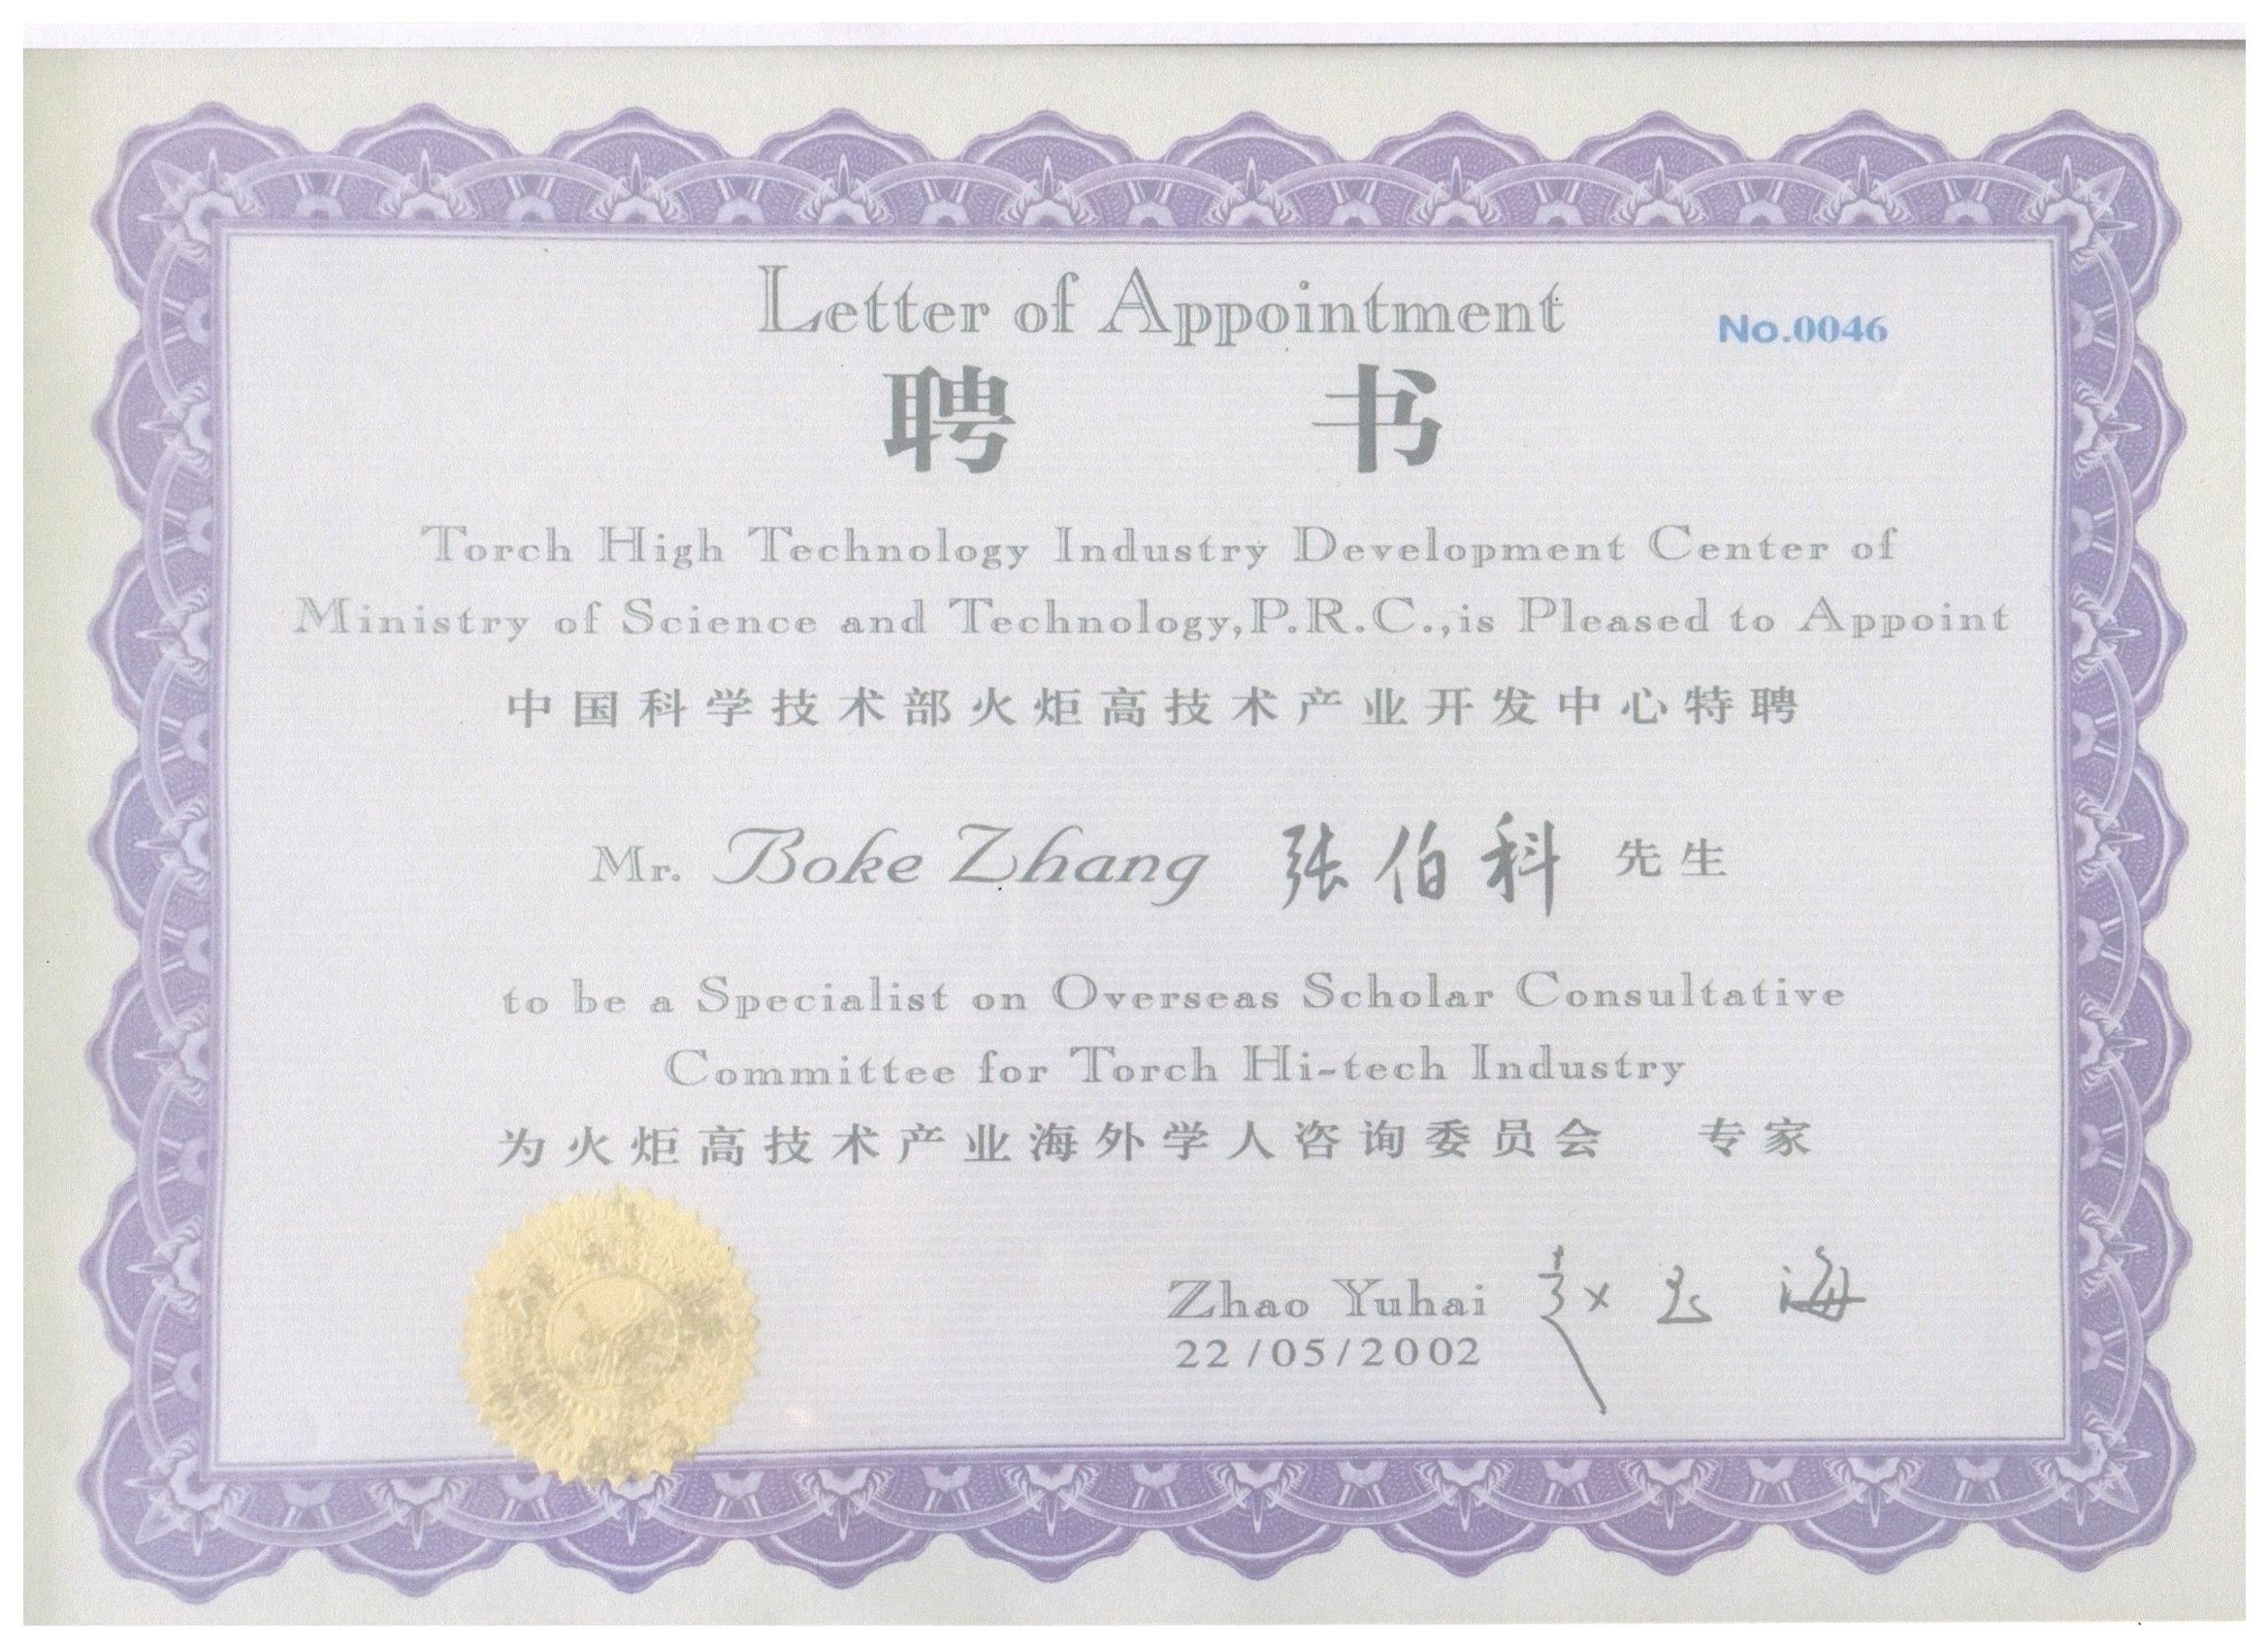 Letter of Appointment
No.0046
聘 书
Torch High Technology Industry Development Center of
Ministry of Science and Technology,P.R.C.,is Pleased to Appoint
中国科学技术部火炬高技术产业开发中心特聘
Mr. Boke Zhang 张伯科 先生
to be a Specialist on Overseas Scholar Consultative
Committee for Torch Hi-tech Industry
为火炬高技术产业海外学人咨询委员会 专家
Zhao Yuhai 赵玉海
22/05/2002